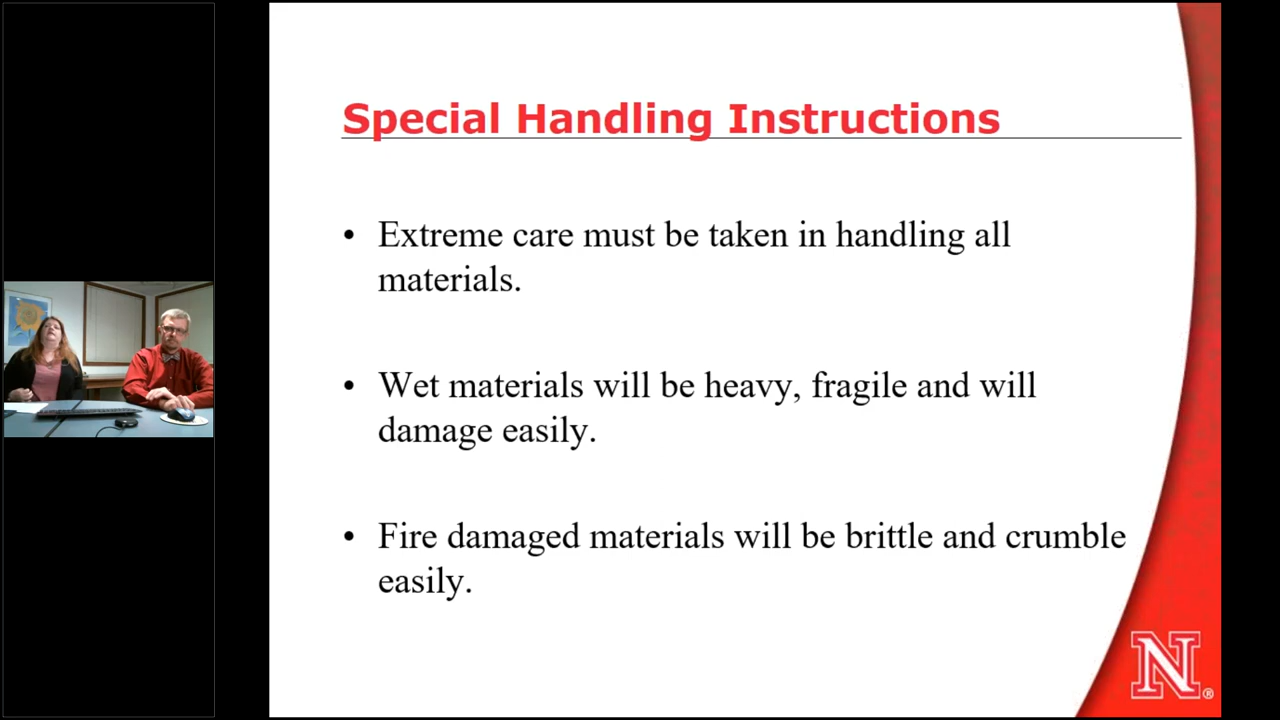 Special Handling Instructions
• Extreme care must be taken in handling all
materials.
• Wet materials will be heavy, fragile and will
damage easily.
• Fire damaged materials will be brittle and crumble
easily.
N®